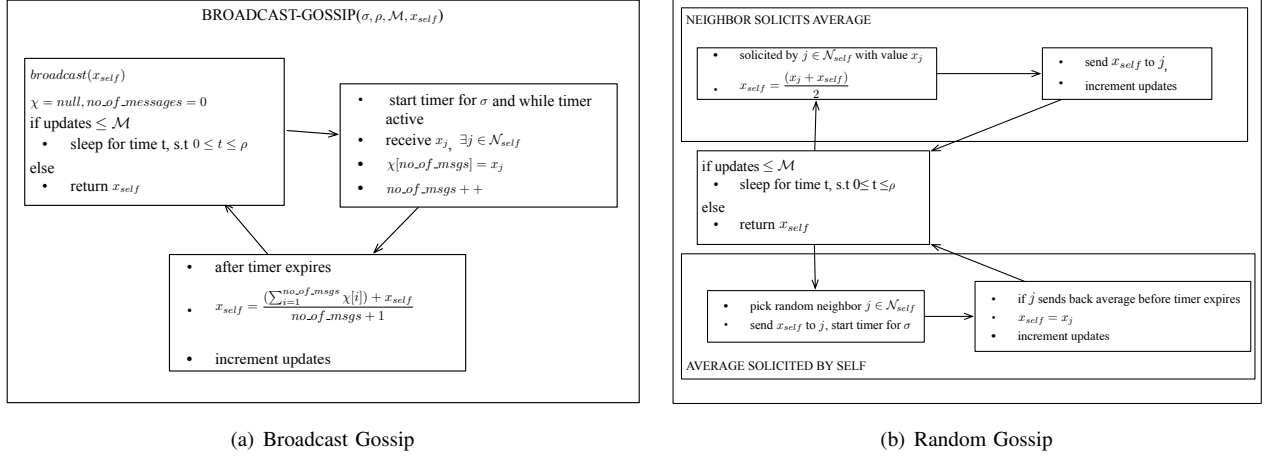 BROADCAST-GOSSIP(σ, ρ, M, x_self)
broadcast(x_self)
χ = null, no_of_messages = 0
if updates ≤ M
• sleep for time t, s.t 0 ≤ t ≤ ρ
else
• return x_self
• start timer for σ and while timer
active
• receive x_j, ∃j ∈ N_self
• χ[no_of_msgs] = x_j
• no_of_msgs ++
• after timer expires
• x_self = ((∑_{i=1}^{no_of_msgs} χ[i]) + x_self) / (no_of_msgs + 1)
• increment updates
(a) Broadcast Gossip
NEIGHBOR SOLICITS AVERAGE
• solicited by j ∈ N_self with value x_j
• x_self = (x_j + x_self) / 2
• send x_self to j,
• increment updates
if updates ≤ M
• sleep for time t, s.t 0≤ t ≤ρ
else
• return x_self
• pick random neighbor j ∈ N_self
• send x_self to j, start timer for σ
• if j sends back average before timer expires
• x_self = x_j
• increment updates
AVERAGE SOLICITED BY SELF
(b) Random Gossip